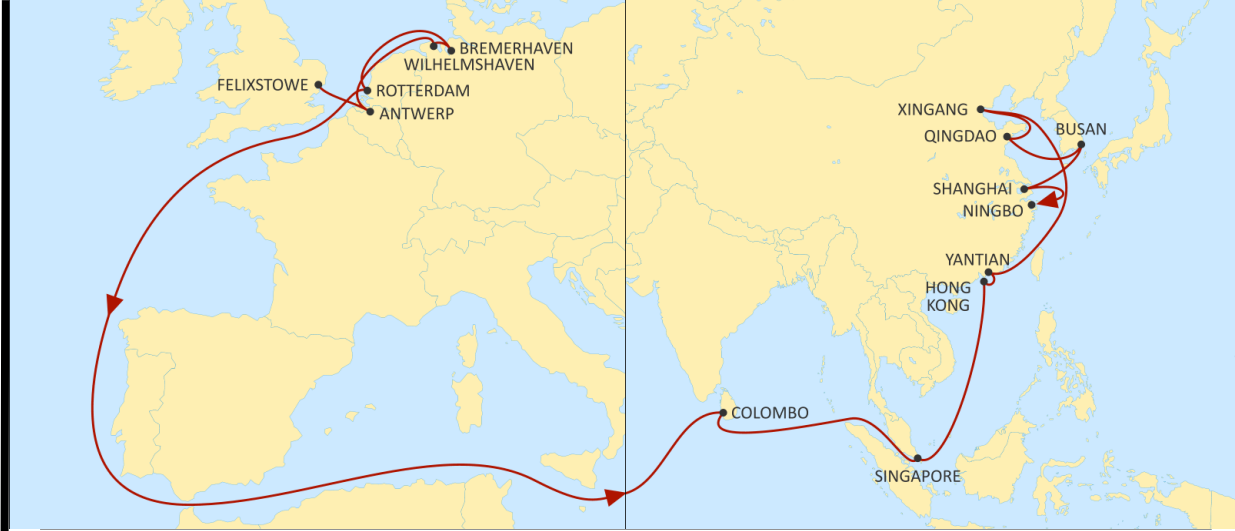 BREMERHAVEN
WILHELMSHAVEN
FELIXSTOWE
ROTTERDAM
ANTWERP
XINGANG
BUSAN
QINGDAO
SHANGHAI
NINGBO
YANTIAN
HONG
KONG
COLOMBO
SINGAPORE